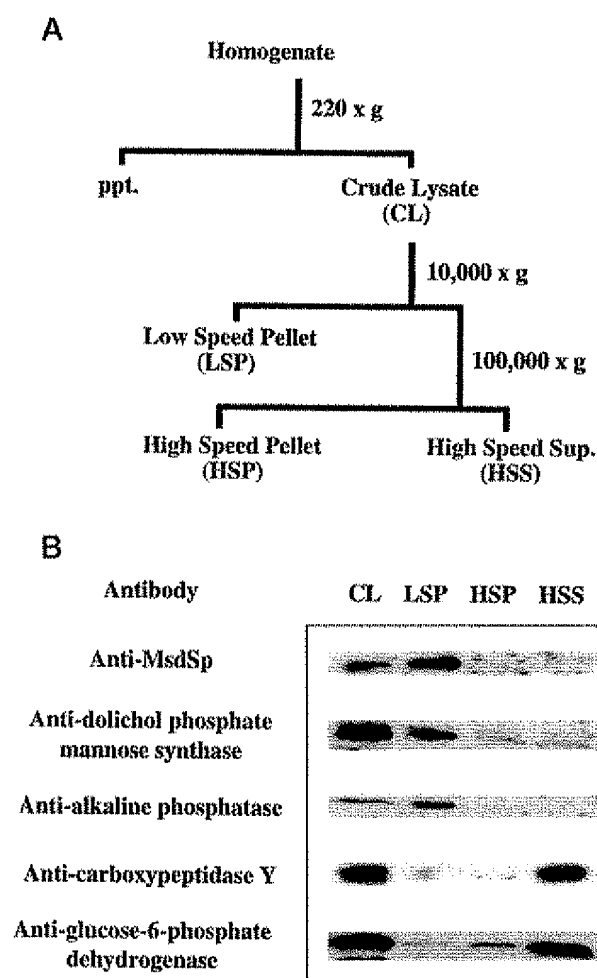 A
Homogenate
220 x g
ppt.
Crude Lysate
(CL)
10,000 x g
Low Speed Pellet
(LSP)
100,000 x g
High Speed Pellet
(HSP)
High Speed Sup.
(HSS)
B
Antibody
CL LSP HSP HSS
Anti-MsdSp
Anti-dolichol phosphate
mannose synthase
Anti-alkaline phosphatase
Anti-carboxypeptidase Y
Anti-glucose-6-phosphate
dehydrogenase